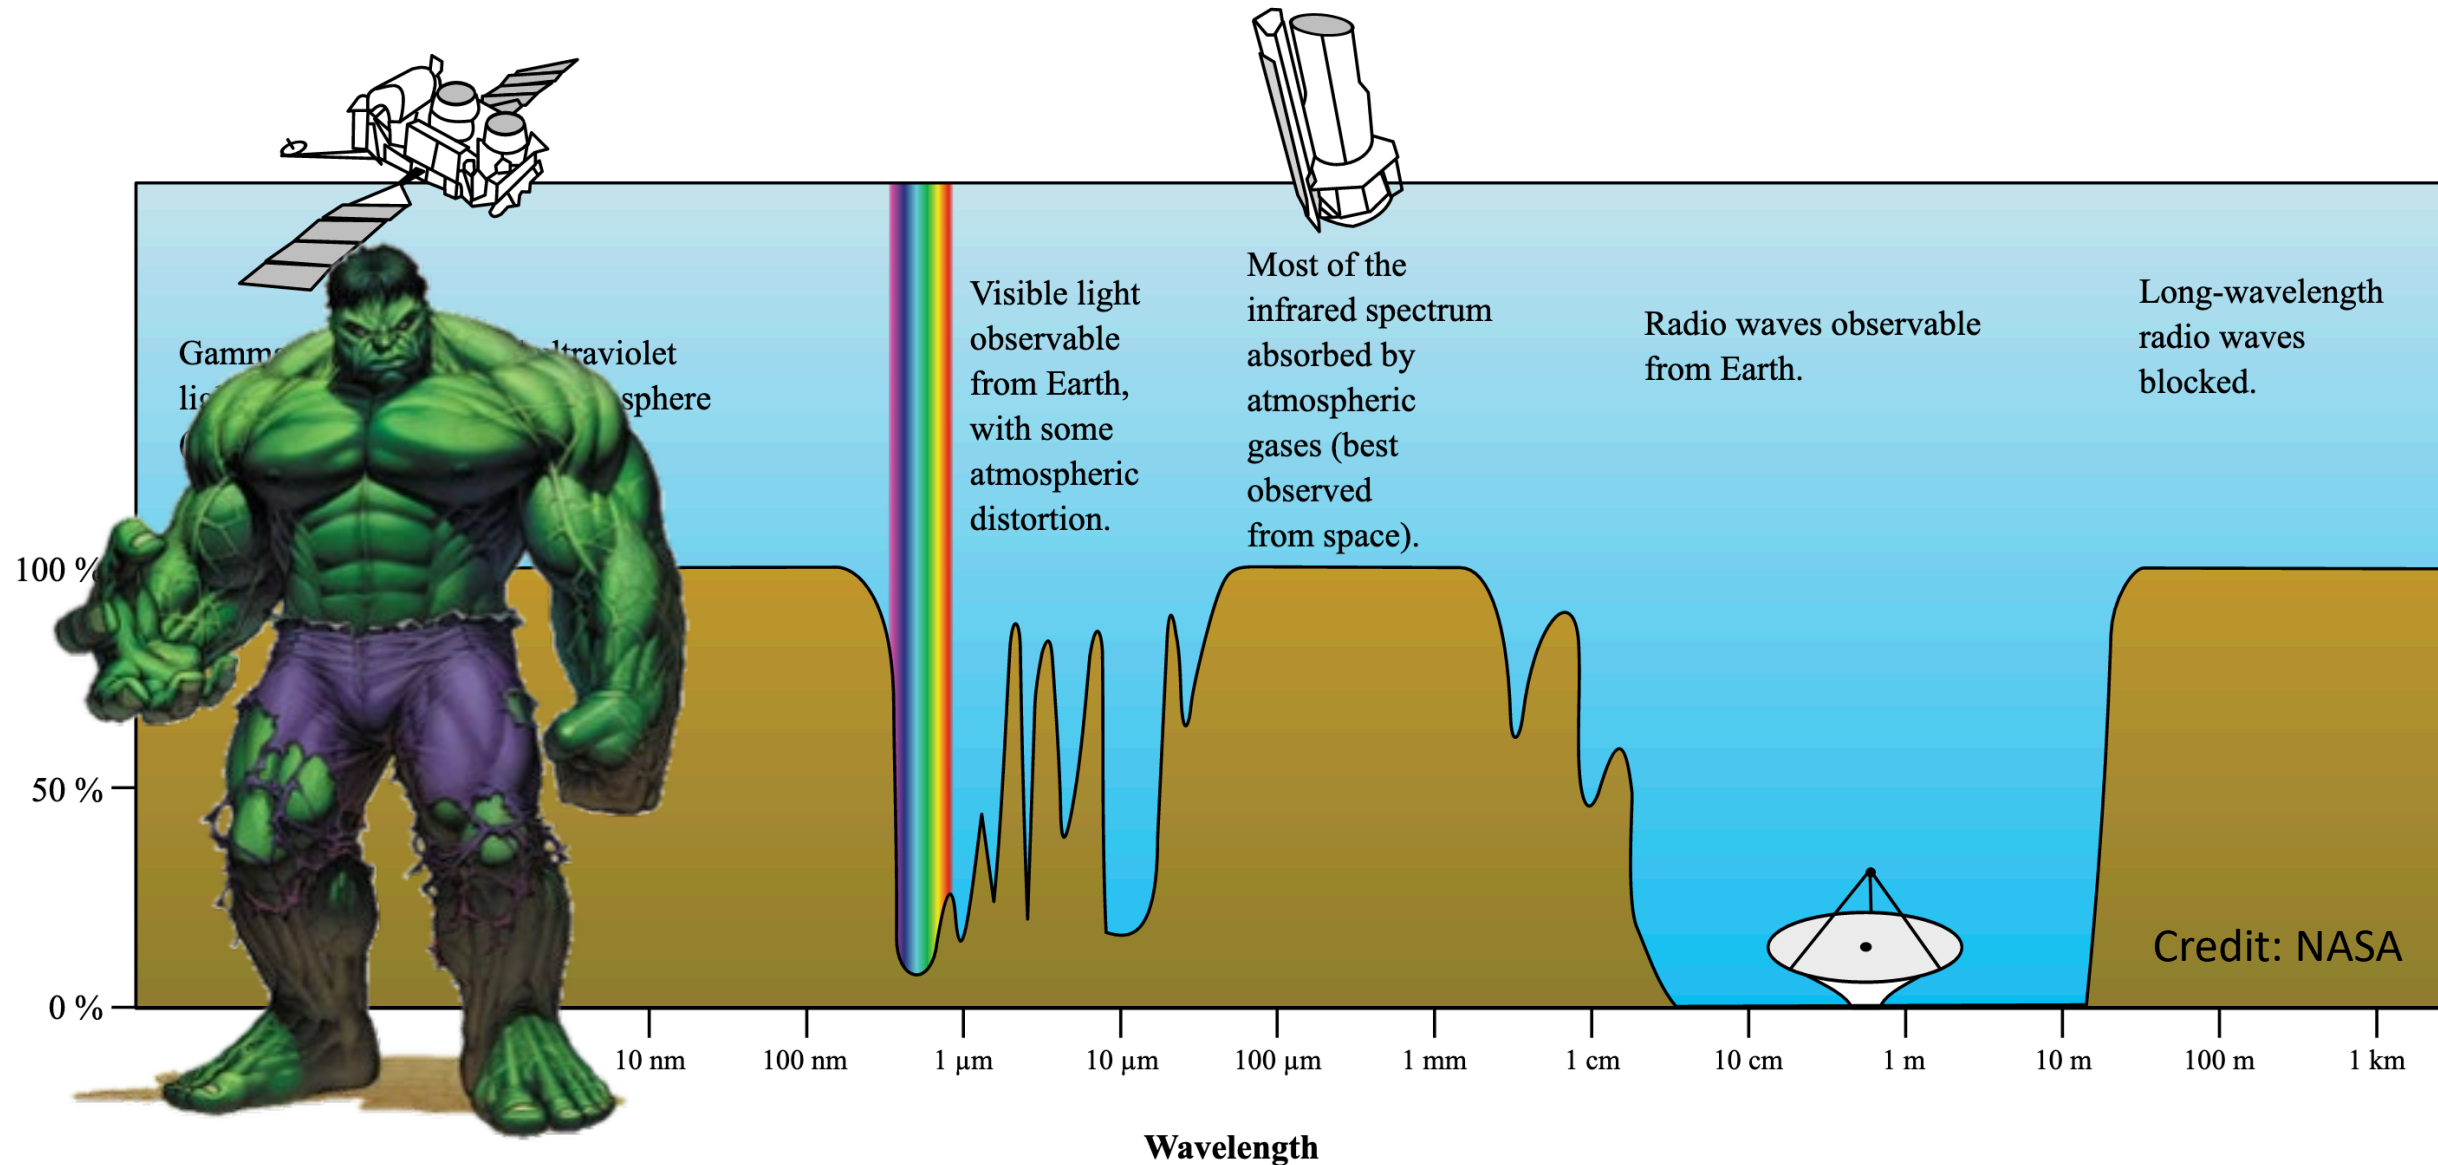 Gamm
ltraviolet
sphere
Visible light
observable
from Earth,
with some
atmospheric
distortion.
Most of the
infrared spectrum
absorbed by
atmospheric
gases (best
observed
from space).
Radio waves observable
from Earth.
Long-wavelength
radio waves
blocked.
100 %
50 %
0 %
10 nm
100 nm
1 µm
10 µm
100 µm
1 mm
1 cm
10 cm
1 m
10 m
100 m
1 km
Credit: NASA
Wavelength